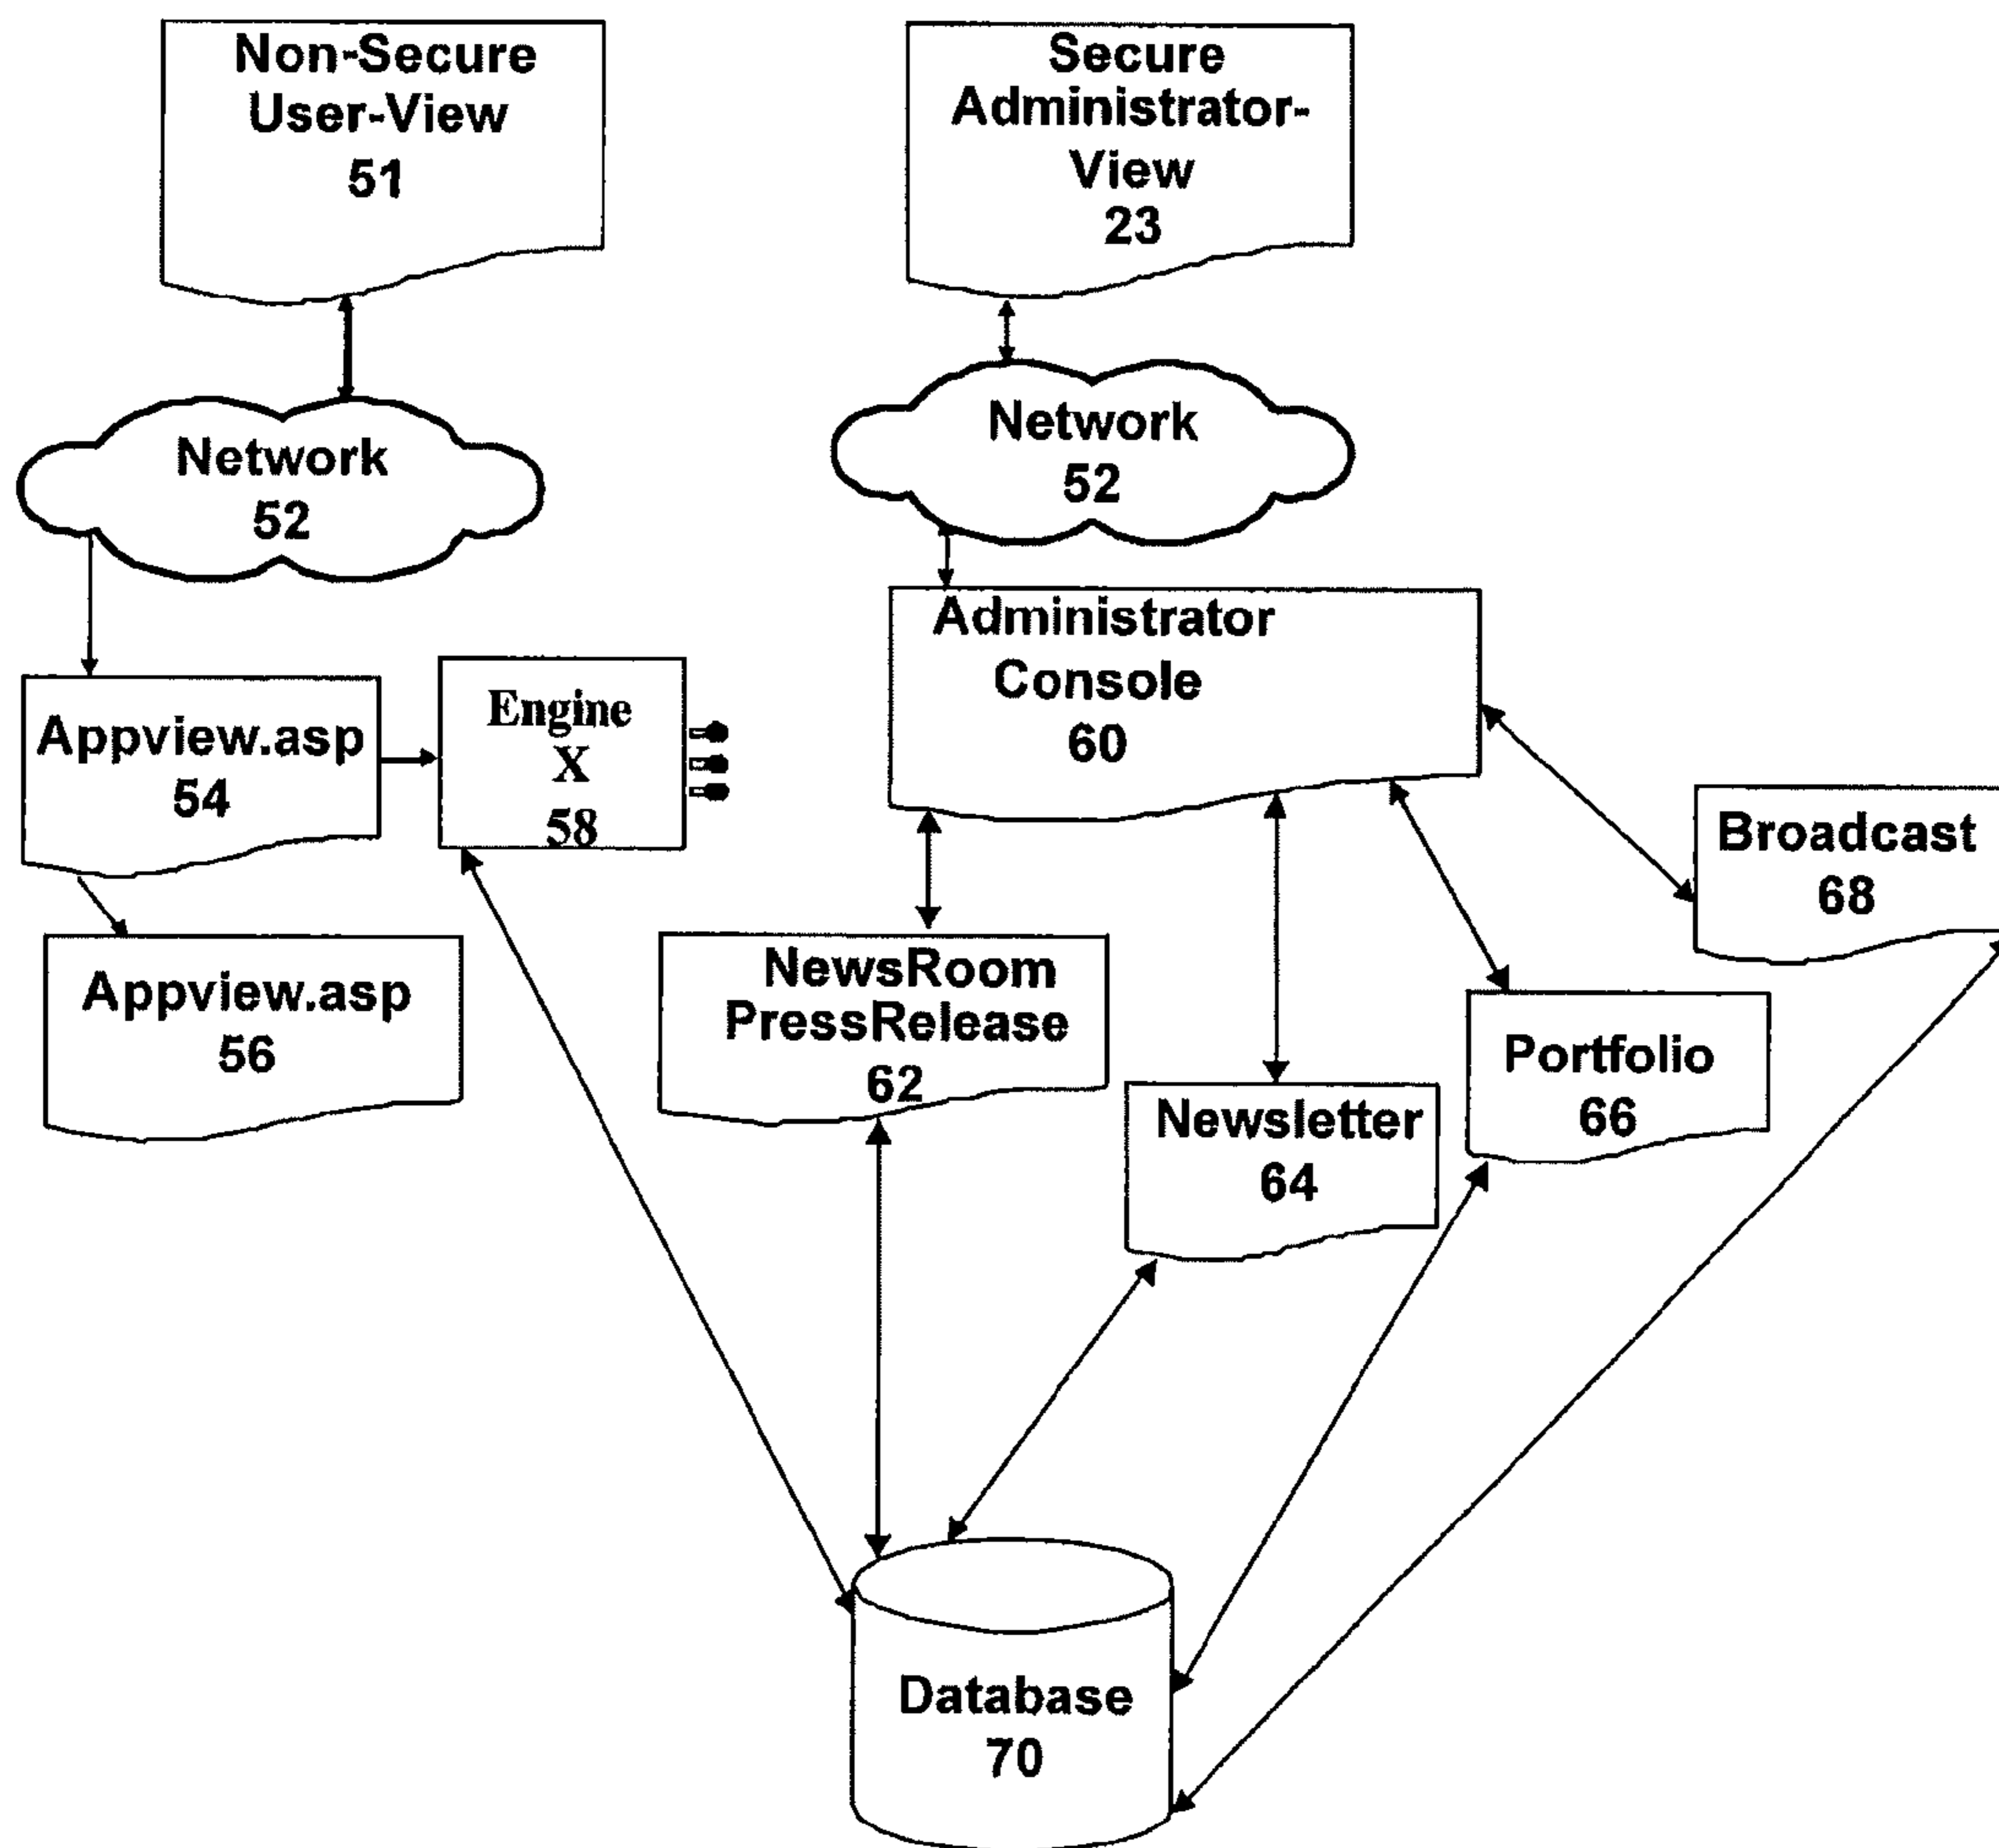 Non-Secure
User-View
51
Secure
Administrator-
View
23
Network
52
Network
52
Administrator
Console
60
Appview.asp
54
Engine
X
58
Broadcast
68
Appview.asp
56
NewsRoom
PressRelease
62
Portfolio
66
Newsletter
64
Database
70